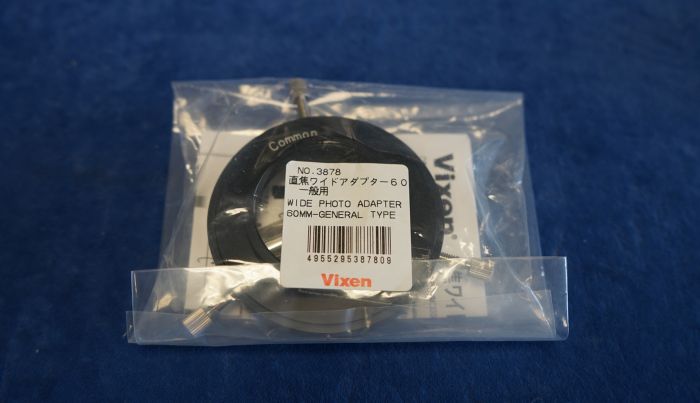 Common
NO.3878
直焦ワイドアダプター60
一般用
WIDE PHOTO ADAPTER
60MM-GENERAL TYPE
4955295387809
Vixen
Vixen